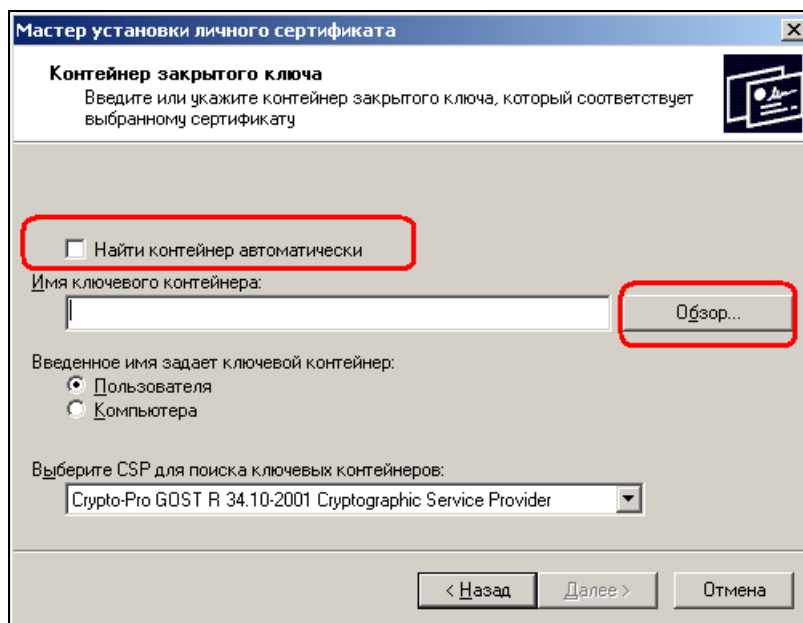 Мастер установки личного сертификата
Контейнер закрытого ключа
Введите или укажите контейнер закрытого ключа, который соответствует
выбранному сертификату
Найти контейнер автоматически
Имя ключевого контейнера:
Обзор...
Введенное имя задает ключевой контейнер:
Пользователя
Компьютера
Выберите CSP для поиска ключевых контейнеров:
Crypto-Pro GOST R 34.10-2001 Cryptographic Service Provider
< Назад
Далее >
Отмена